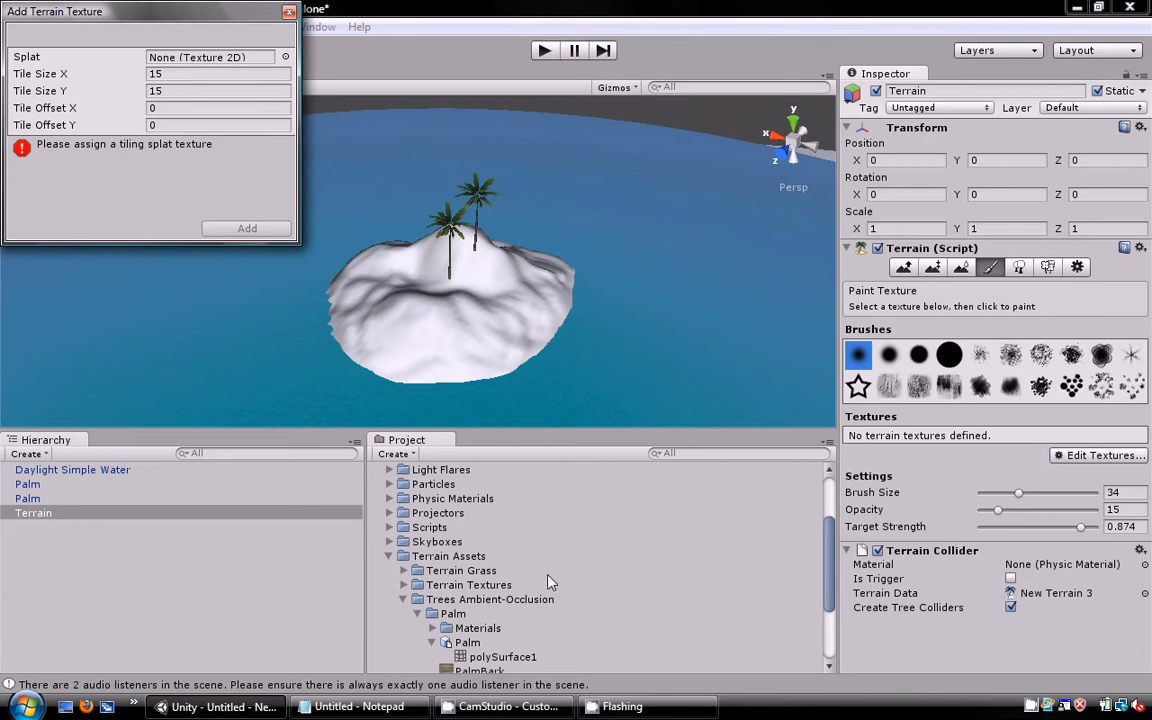 Add Terrain Texture
lone*
Window Help
Splat None (Texture 2D)
Tile Size X 15
Tile Size Y 15
Tile Offset X 0
Tile Offset Y 0
Please assign a tiling splat texture
Add
Layers
Layout
Gizmos
All
y
x
z
Persp
Inspector
Terrain
Static
Tag Untagged Layer Default
Transform
Position
X 0 Y 0 Z 0
Rotation
X 0 Y 0 Z 0
Scale
X 1 Y 1 Z 1
Terrain (Script)
Paint Texture
Select a texture below, then click to paint
Brushes
Textures
No terrain textures defined.
Edit Textures...
Settings
Brush Size 34
Opacity 15
Target Strength 0.874
Terrain Collider
Material None (Physic Material)
Is Trigger
Terrain Data New Terrain 3
Create Tree Colliders
Hierarchy
Create All
Daylight Simple Water
Palm
Palm
Terrain
Project
Create All
Light Flares
Particles
Physic Materials
Projectors
Scripts
Skyboxes
Terrain Assets
Terrain Grass
Terrain Textures
Trees Ambient-Occlusion
Palm
Materials
Palm
polySurface1
PalmBark
There are 2 audio listeners in the scene. Please ensure there is always exactly one audio listener in the scene.
Unity - Untitled - Ne...
Untitled - Notepad
CamStudio - Custo...
Flashing